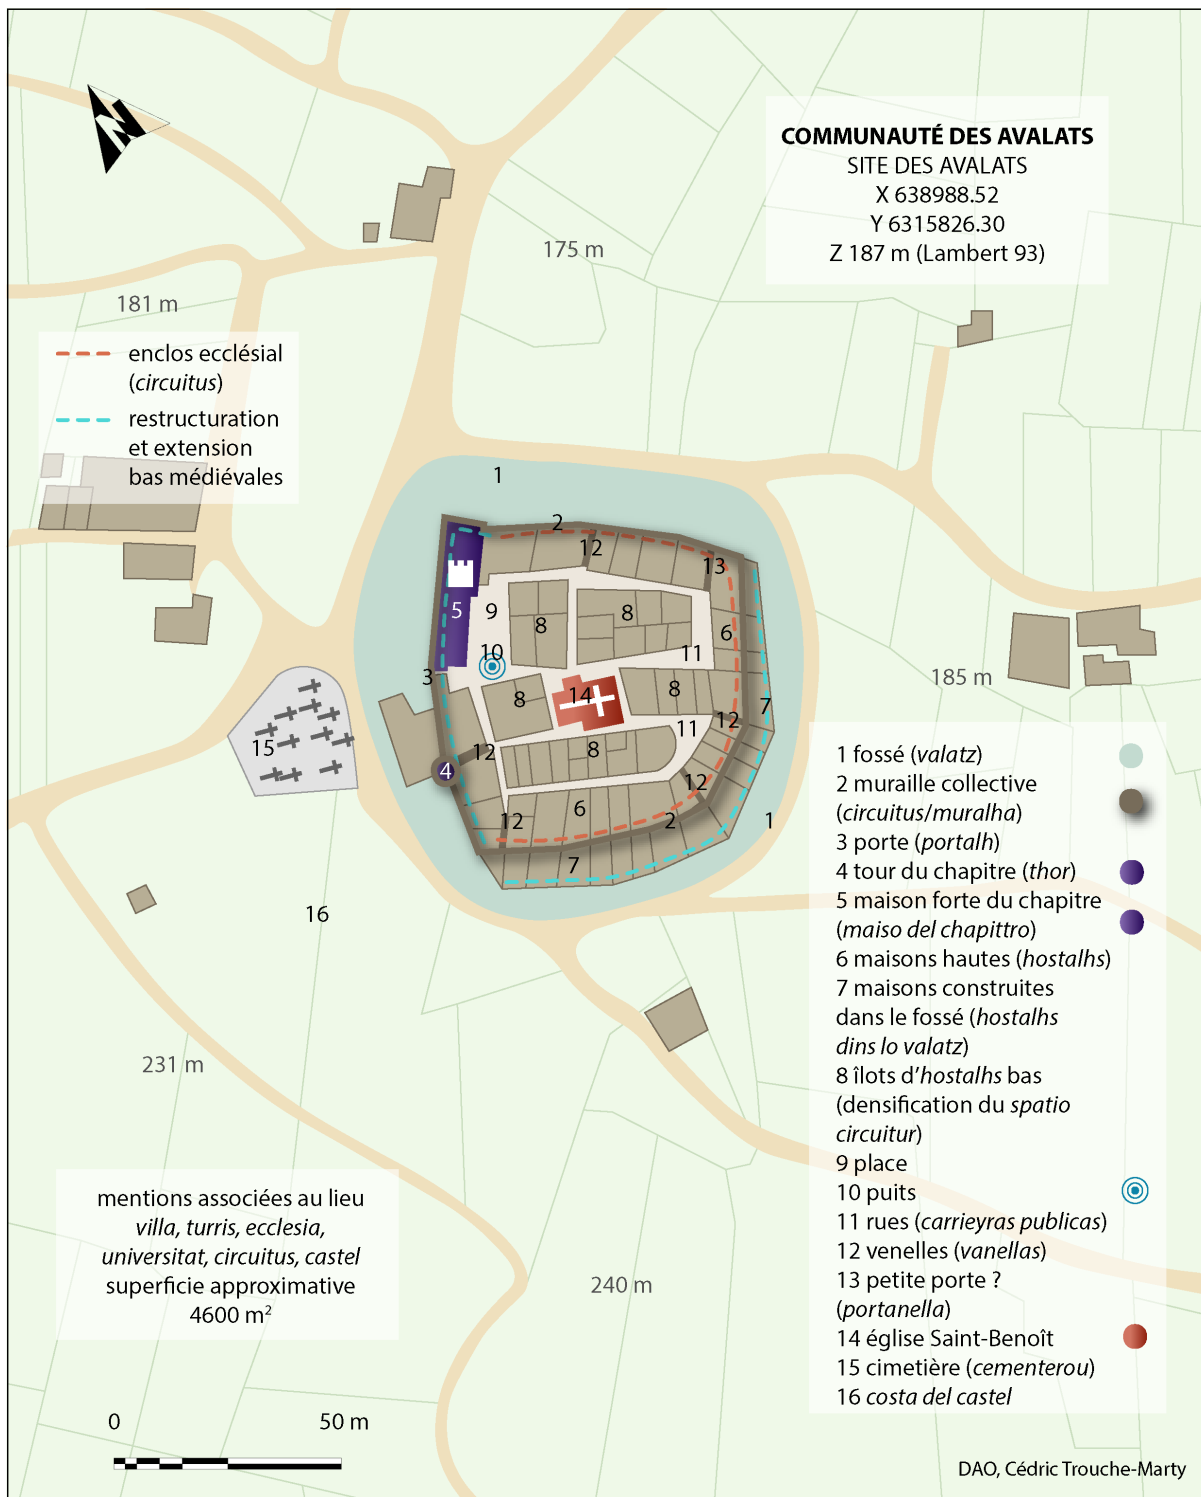 COMMUNAUTÉ DES AVALATS
SITE DES AVALATS
X 638988.52
Y 6315826.30
Z 187 m (Lambert 93)
175 m
181 m
enclos ecclésial
(circuitus)
restructuration
et extension
bas médiévales
1
2
12
13
5
9
8
8
6
10
11
3
14
8
8
7
185 m
15
12
11
12
8
4
12
6
12
2
1
7
16
1 fossé (valatz)
2 muraille collective
(circuitus/muralha)
3 porte (portalh)
4 tour du chapitre (thor)
5 maison forte du chapitre
(maiso del chapittro)
6 maisons hautes (hostalhs)
7 maisons construites
dans le fossé (hostalhs
dins lo valatz)
8 îlots d’hostalhs bas
(densification du spatio
circuitur)
9 place
10 puits
11 rues (carrieyras publicas)
12 venelles (vanellas)
13 petite porte ?
(portanella)
14 église Saint-Benoît
15 cimetière (cementerou)
16 costa del castel
231 m
mentions associées au lieu
villa, turris, ecclesia,
universitat, circuitus, castel
superficie approximative
4600 m²
240 m
0 50 m
DAO, Cédric Trouche-Marty